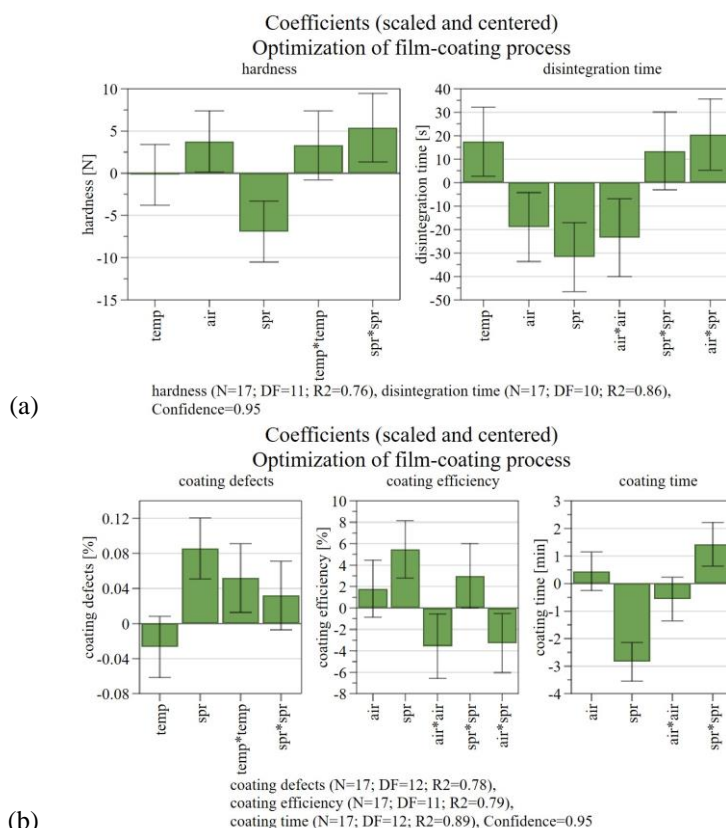 Coefficients (scaled and centered)
Optimization of film-coating process
hardness
disintegration time
hardness [N]
10
5
0
-5
-10
-15
temp
air
spr
temp*temp
spr*spr
disintegration time [s]
40
30
20
10
0
-10
-20
-30
-40
-50
temp
air
spr
air*air
spr*spr
air*spr
(a)
hardness (N=17; DF=11; R2=0.76), disintegration time (N=17; DF=10; R2=0.86),
Confidence=0.95
Coefficients (scaled and centered)
Optimization of film-coating process
coating defects
coating efficiency
coating time
coating defects [%]
0.12
0.08
0.04
0
-0.04
-0.08
temp
spr
temp*temp
spr*spr
coating efficiency [%]
10
8
6
4
2
0
-2
-4
-6
-8
air
spr
air*air
spr*spr
air*spr
coating time [min]
3
2
1
0
-1
-2
-3
-4
air
spr
air*air
spr*spr
(b)
coating defects (N=17; DF=12; R2=0.78),
coating efficiency (N=17; DF=11; R2=0.79),
coating time (N=17; DF=12; R2=0.89), Confidence=0.95